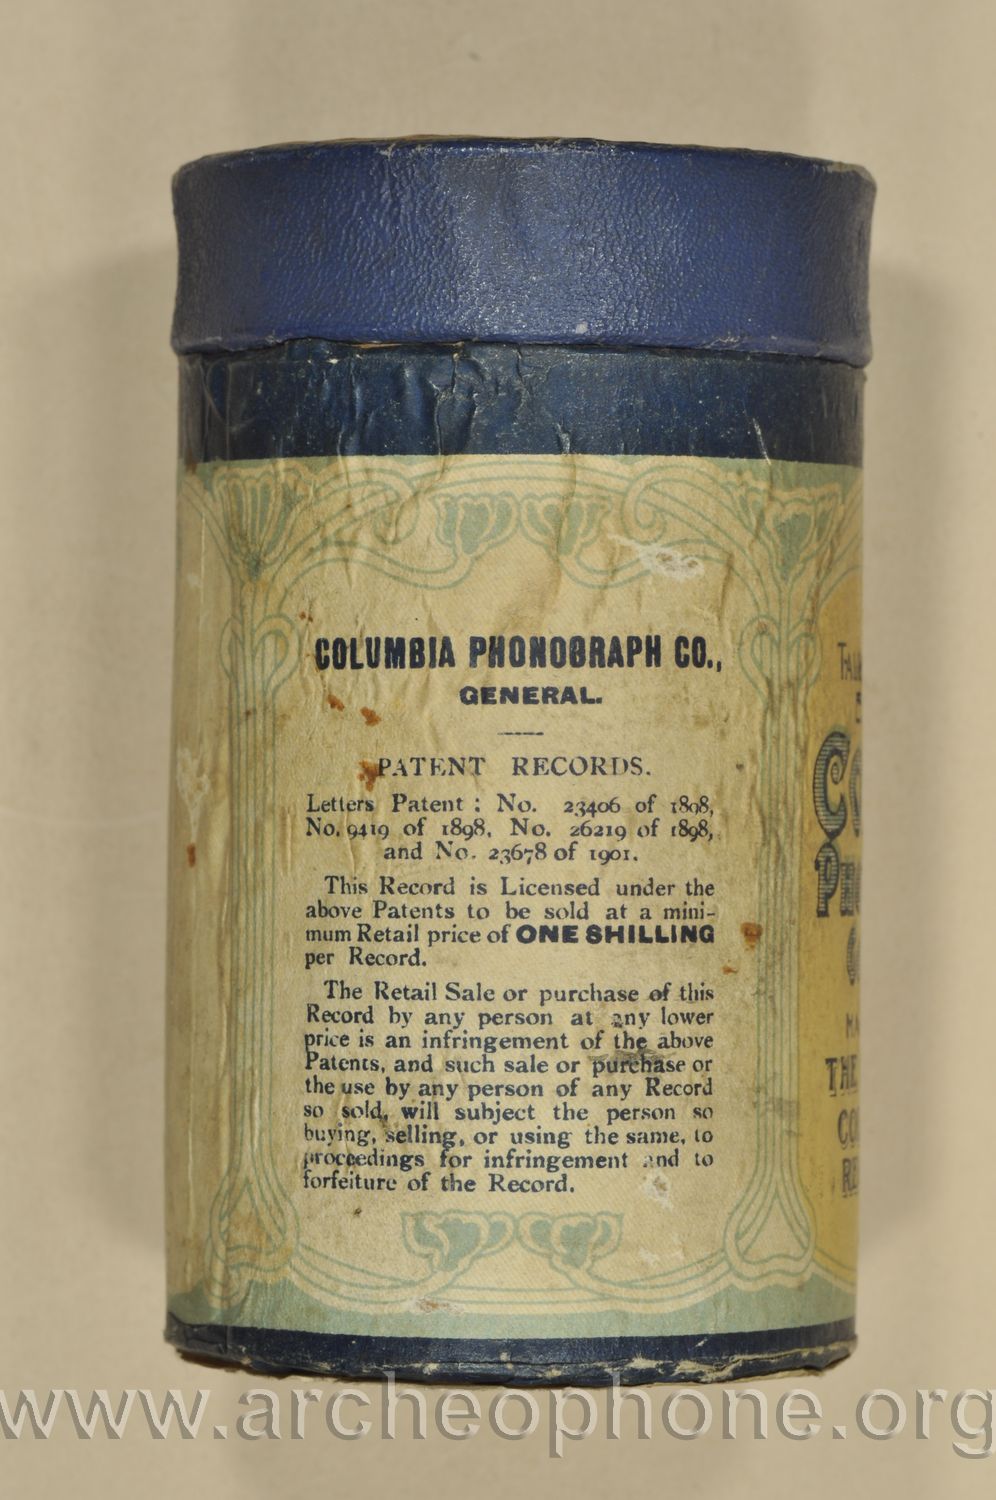 COLUMBIA PHONOGRAPH CO.,
GENERAL.
PATENT RECORDS.
Letters Patent : No. 23406 of 1898,
No. 9419 of 1898, No. 26219 of 1898,
and No. 23678 of 1901.
This Record is Licensed under the
above Patents to be sold at a mini-
mum Retail price of ONE SHILLING
per Record.
The Retail Sale or purchase of this
Record by any person at any lower
price is an infringement of the above
Patents, and such sale or purchase or
the use by any person of any Record
so sold, will subject the person so
buying, selling, or using the same, to
proceedings for infringement and to
forfeiture of the Record.
THE
www.archeophone.org